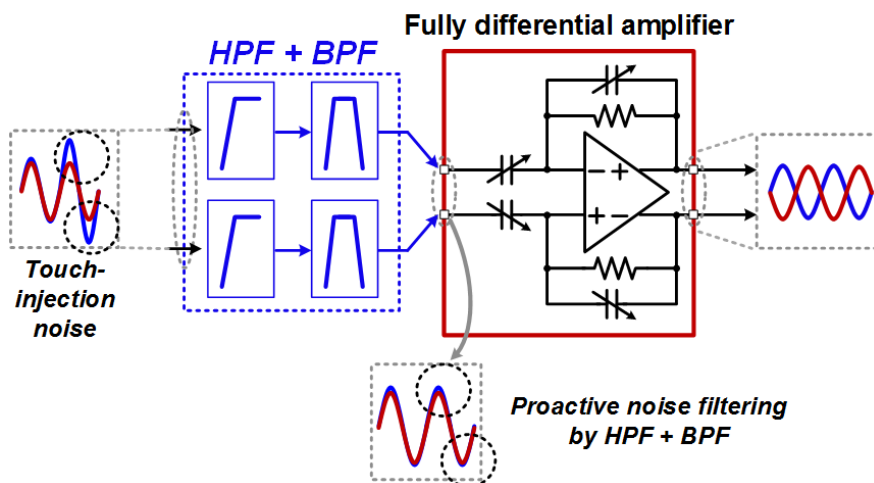 Fully differential amplifier
HPF + BPF
− +
+ −
Touch-
injection
noise
Proactive noise filtering
by HPF + BPF